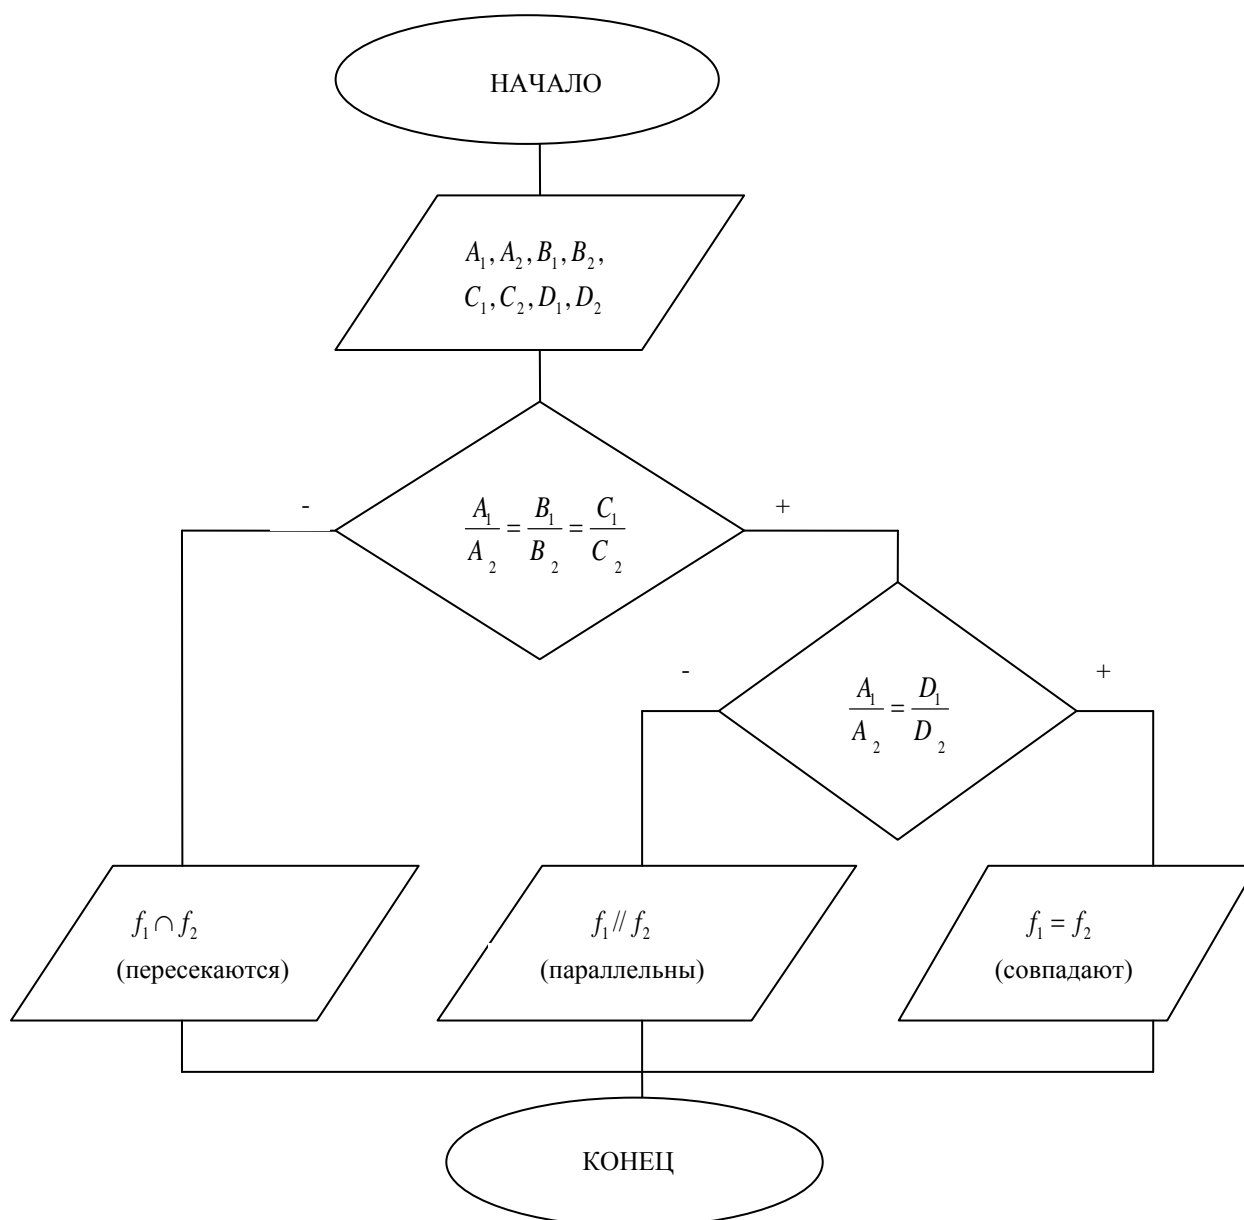 НАЧАЛО
A₁, A₂, B₁, B₂,
C₁, C₂, D₁, D₂
-
A₁/A₂ = B₁/B₂ = C₁/C₂
+
-
A₁/A₂ = D₁/D₂
+
f₁ ∩ f₂
(пересекаются)
f₁ // f₂
(параллельны)
f₁ = f₂
(совпадают)
КОНЕЦ